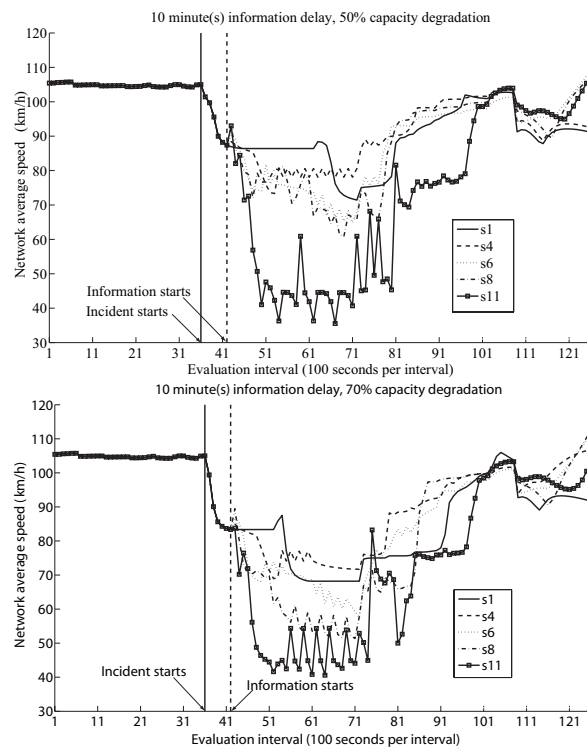 10 minute(s) information delay, 50% capacity degradation
120
110
100
90
80
70
60
50
40
30
Network average speed (km/h)
s1
s4
s6
s8
s11
Information starts
Incident starts
1 11 21 31 41 51 61 71 81 91 101 111 121
Evaluation interval (100 seconds per interval)
10 minute(s) information delay, 70% capacity degradation
120
110
100
90
80
70
60
50
40
30
Network average speed (km/h)
s1
s4
s6
s8
s11
Incident starts
Information starts
1 11 21 31 41 51 61 71 81 91 101 111 121
Evaluation interval (100 seconds per interval)